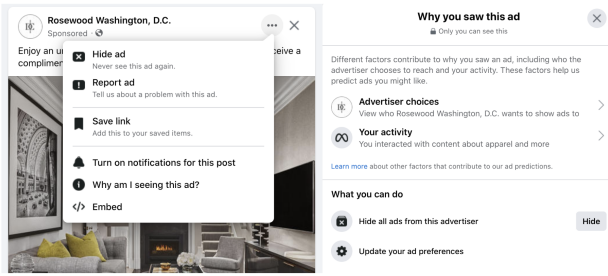 Rosewood Washington, D.C.
Sponsored ·
Enjoy an u
ceive a
complimen
Hide ad
Never see this ad again.
Report ad
Tell us about a problem with this ad.
Save link
Add this to your saved items.
Turn on notifications for this post
Why am I seeing this ad?
</> Embed
Why you saw this ad
Only you can see this
Different factors contribute to why you saw an ad, including who the
advertiser chooses to reach and your activity. These factors help us
predict ads you might like.
Advertiser choices
View who Rosewood Washington, D.C. wants to show ads to
Your activity
You interacted with content about apparel and more
Learn more about other factors that contribute to our ad predictions.
What you can do
Hide all ads from this advertiser
Hide
Update your ad preferences